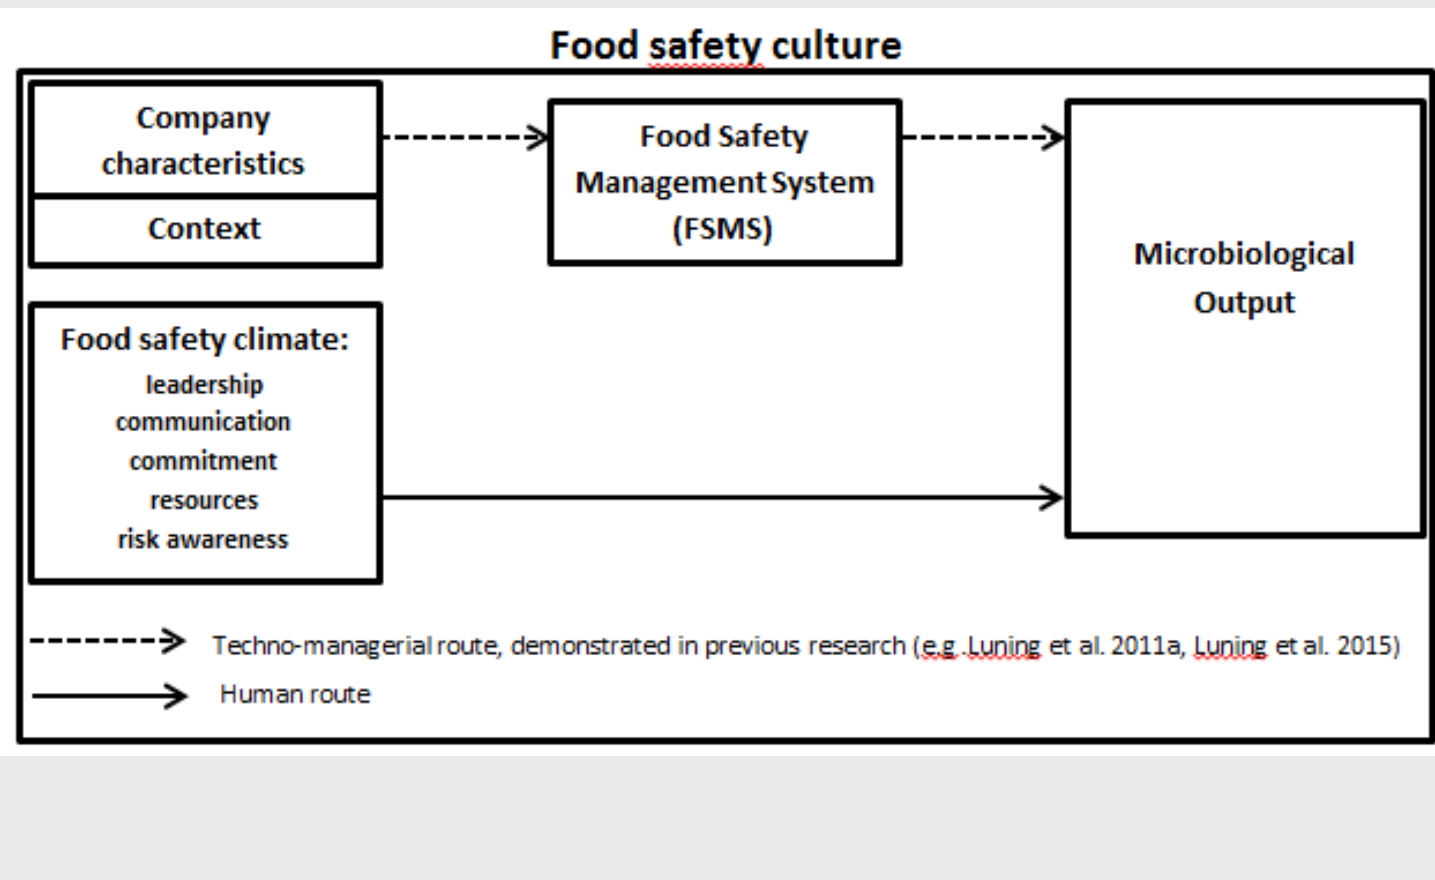 Food safety culture
Company
characteristics
Context
Food Safety
Management System
(FSMS)
Microbiological
Output
Food safety climate:
leadership
communication
commitment
resources
risk awareness
Techno-managerial route, demonstrated in previous research (e.g .Luning et al. 2011a, Luning et al. 2015)
Human route